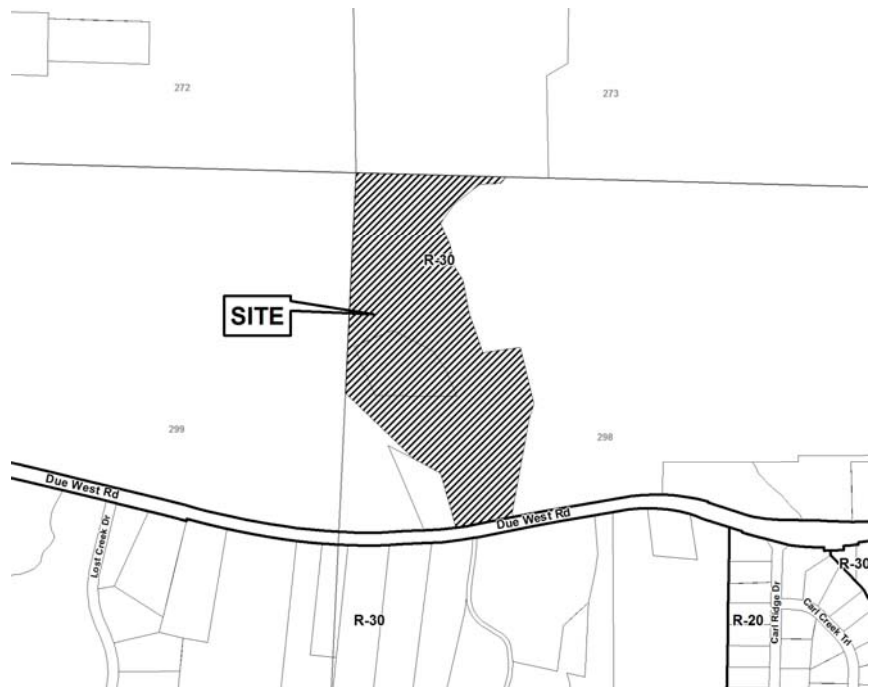 272
273
R-30
SITE
299
298
Due West Rd
Due West Rd
Lost Creek Dr
R-30
R-30
R-20
Carl Ridge Dr
Carl Creek Trl